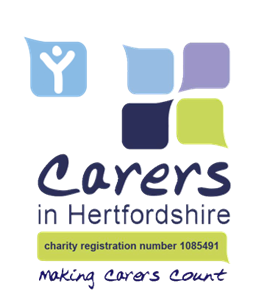 Carers
in Hertfordshire
charity registration number 1085491
Making Carers Count